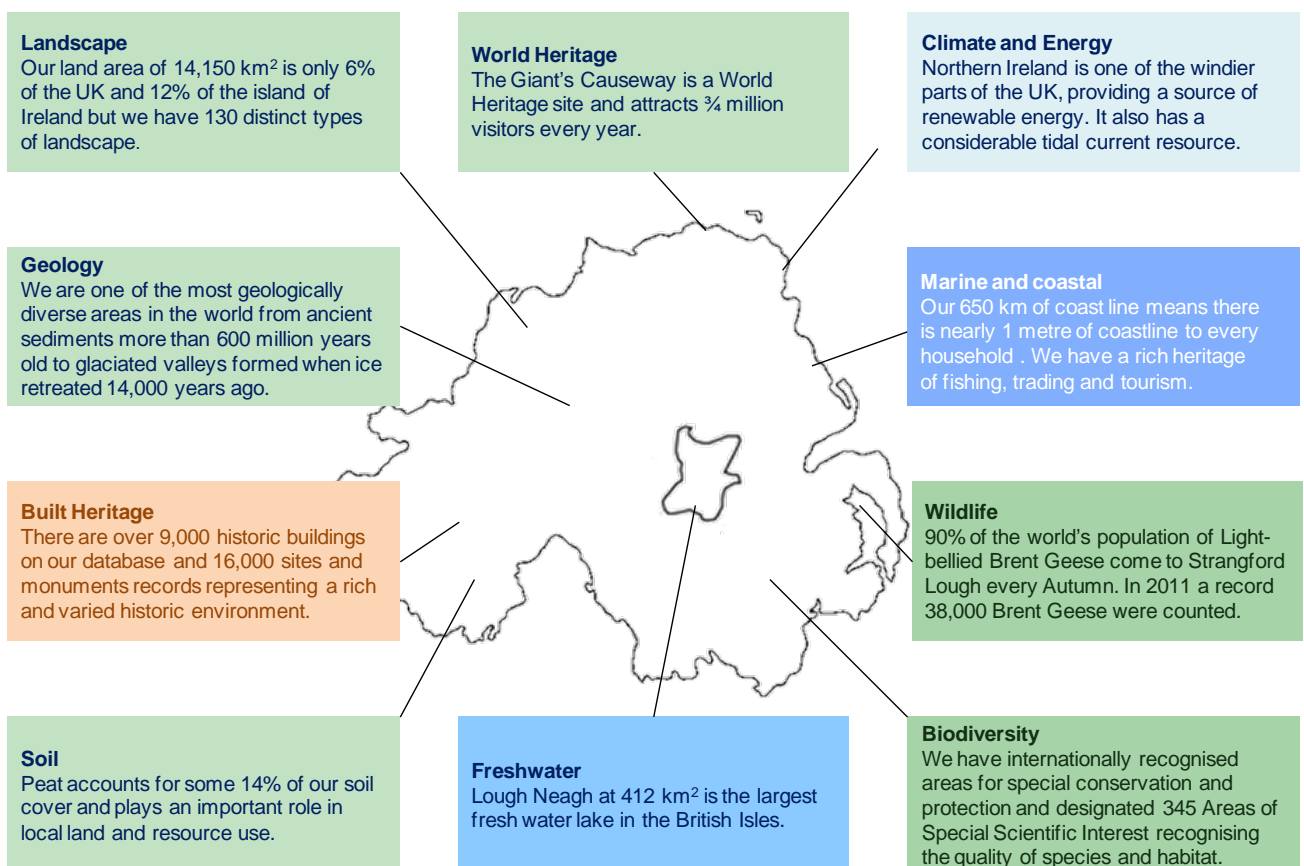 Landscape
Our land area of 14,150 km² is only 6%
of the UK and 12% of the island of
Ireland but we have 130 distinct types
of landscape.
World Heritage
The Giant's Causeway is a World
Heritage site and attracts ¾ million
visitors every year.
Climate and Energy
Northern Ireland is one of the windier
parts of the UK, providing a source of
renewable energy. It also has a
considerable tidal current resource.
Geology
We are one of the most geologically
diverse areas in the world from ancient
sediments more than 600 million years
old to glaciated valleys formed when ice
retreated 14,000 years ago.
Marine and coastal
Our 650 km of coast line means there
is nearly 1 metre of coastline to every
household . We have a rich heritage
of fishing, trading and tourism.
Built Heritage
There are over 9,000 historic buildings
on our database and 16,000 sites and
monuments records representing a rich
and varied historic environment.
Wildlife
90% of the world's population of Light-
bellied Brent Geese come to Strangford
Lough every Autumn. In 2011 a record
38,000 Brent Geese were counted.
Soil
Peat accounts for some 14% of our soil
cover and plays an important role in
local land and resource use.
Freshwater
Lough Neagh at 412 km² is the largest
fresh water lake in the British Isles.
Biodiversity
We have internationally recognised
areas for special conservation and
protection and designated 345 Areas of
Special Scientific Interest recognising
the quality of species and habitat.